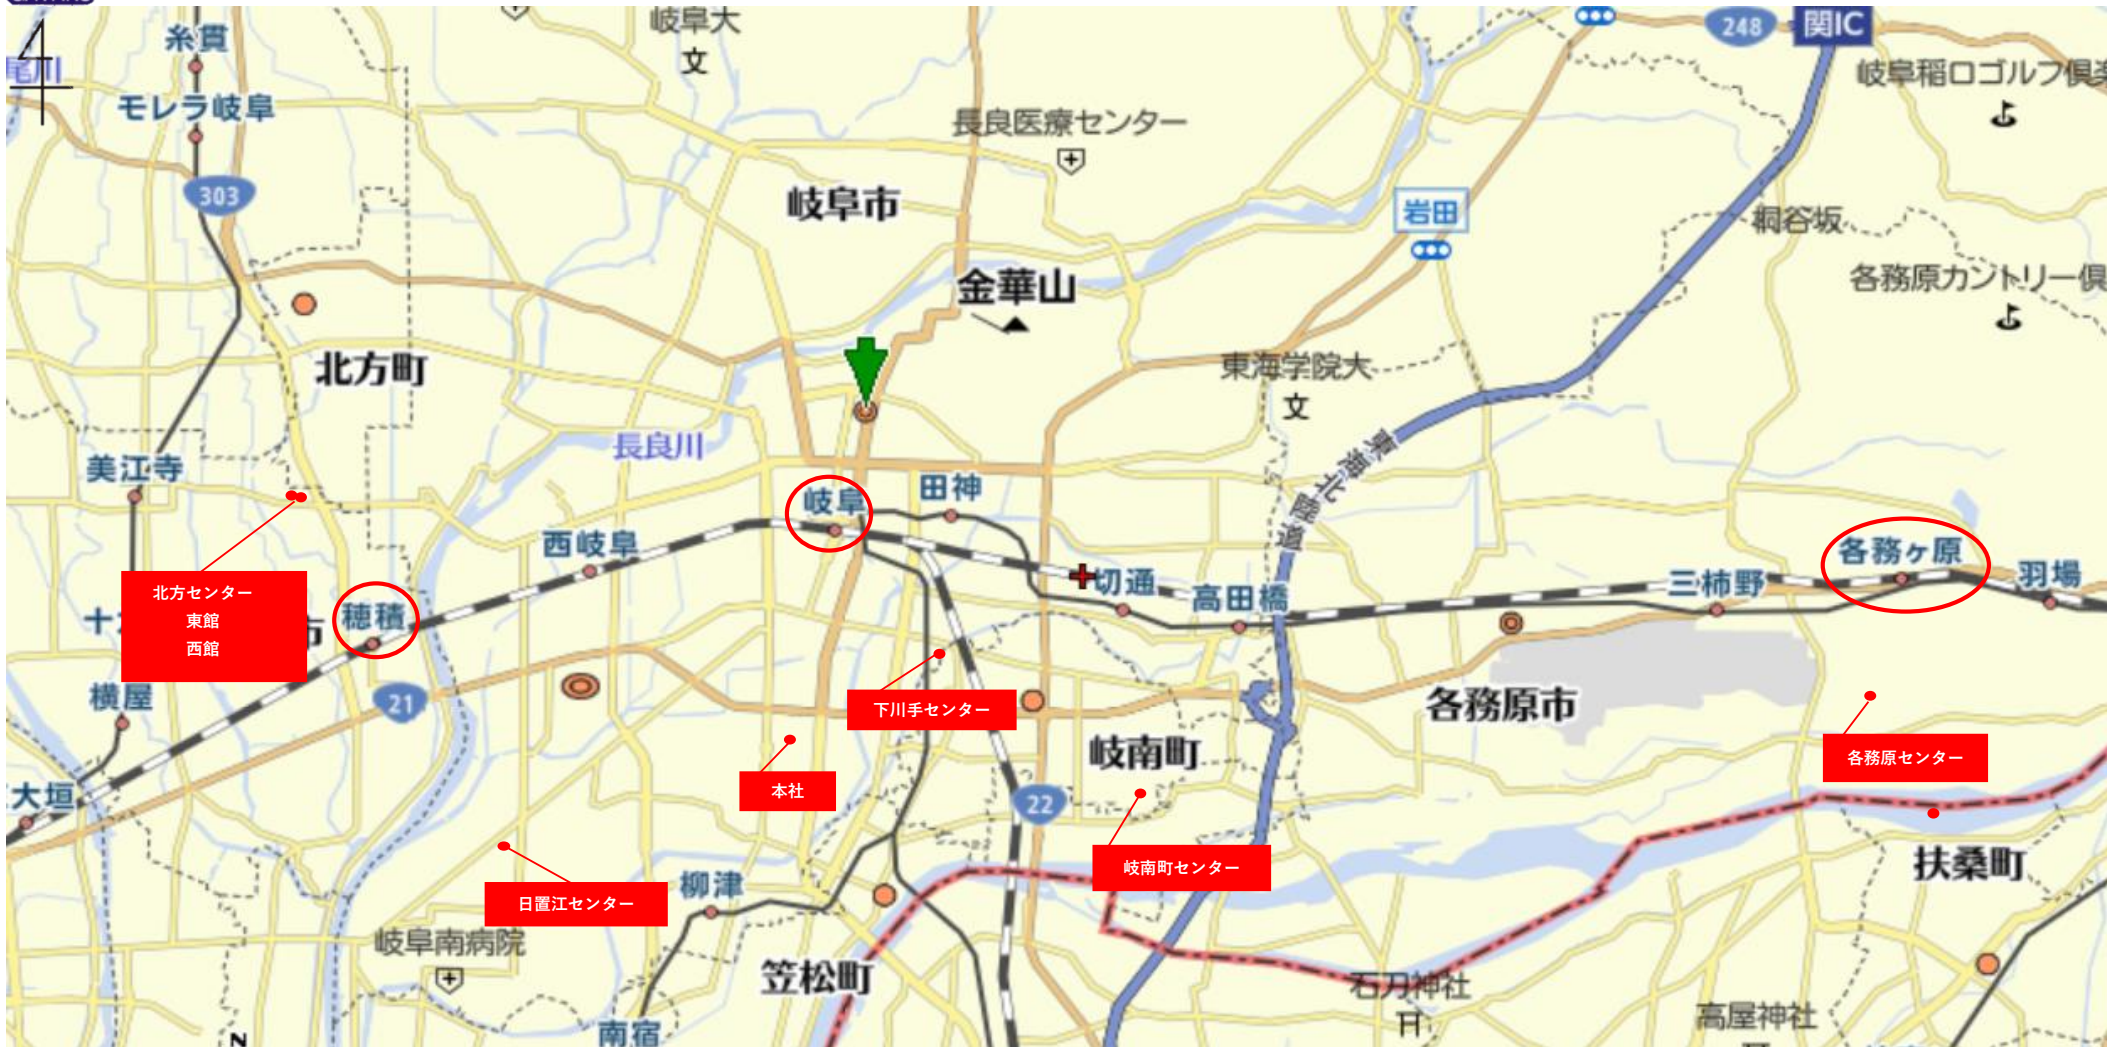 糸貫
岐阜大
文
248
関IC
尾川
岐阜稲口ゴルフ倶楽
モレラ岐阜
長良医療センター
303
岐阜市
岩田
桐谷坂
金華山
各務原カントリー倶
北方町
東海学院大
文
長良川
東海北陸道
美江寺
岐阜
田神
西岐阜
各務ヶ原
切通
高田橋
三柿野
羽場
北方センター
東館
西館
市
穂積
横屋
21
下川手センター
各務原市
岐南町
各務原センター
大垣
本社
22
岐南町センター
扶桑町
柳津
日置江センター
岐阜南病院
笠松町
石刀神社
高屋神社
南宿